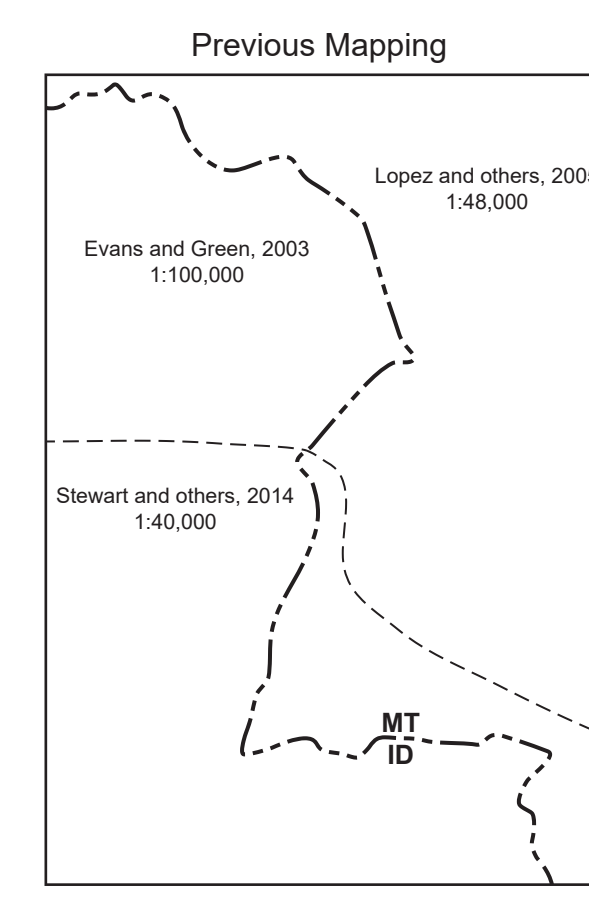 Previous Mapping
Lopez and others, 200
1:48,000
Evans and Green, 2003
1:100,000
Stewart and others, 2014
1:40,000
MT
ID